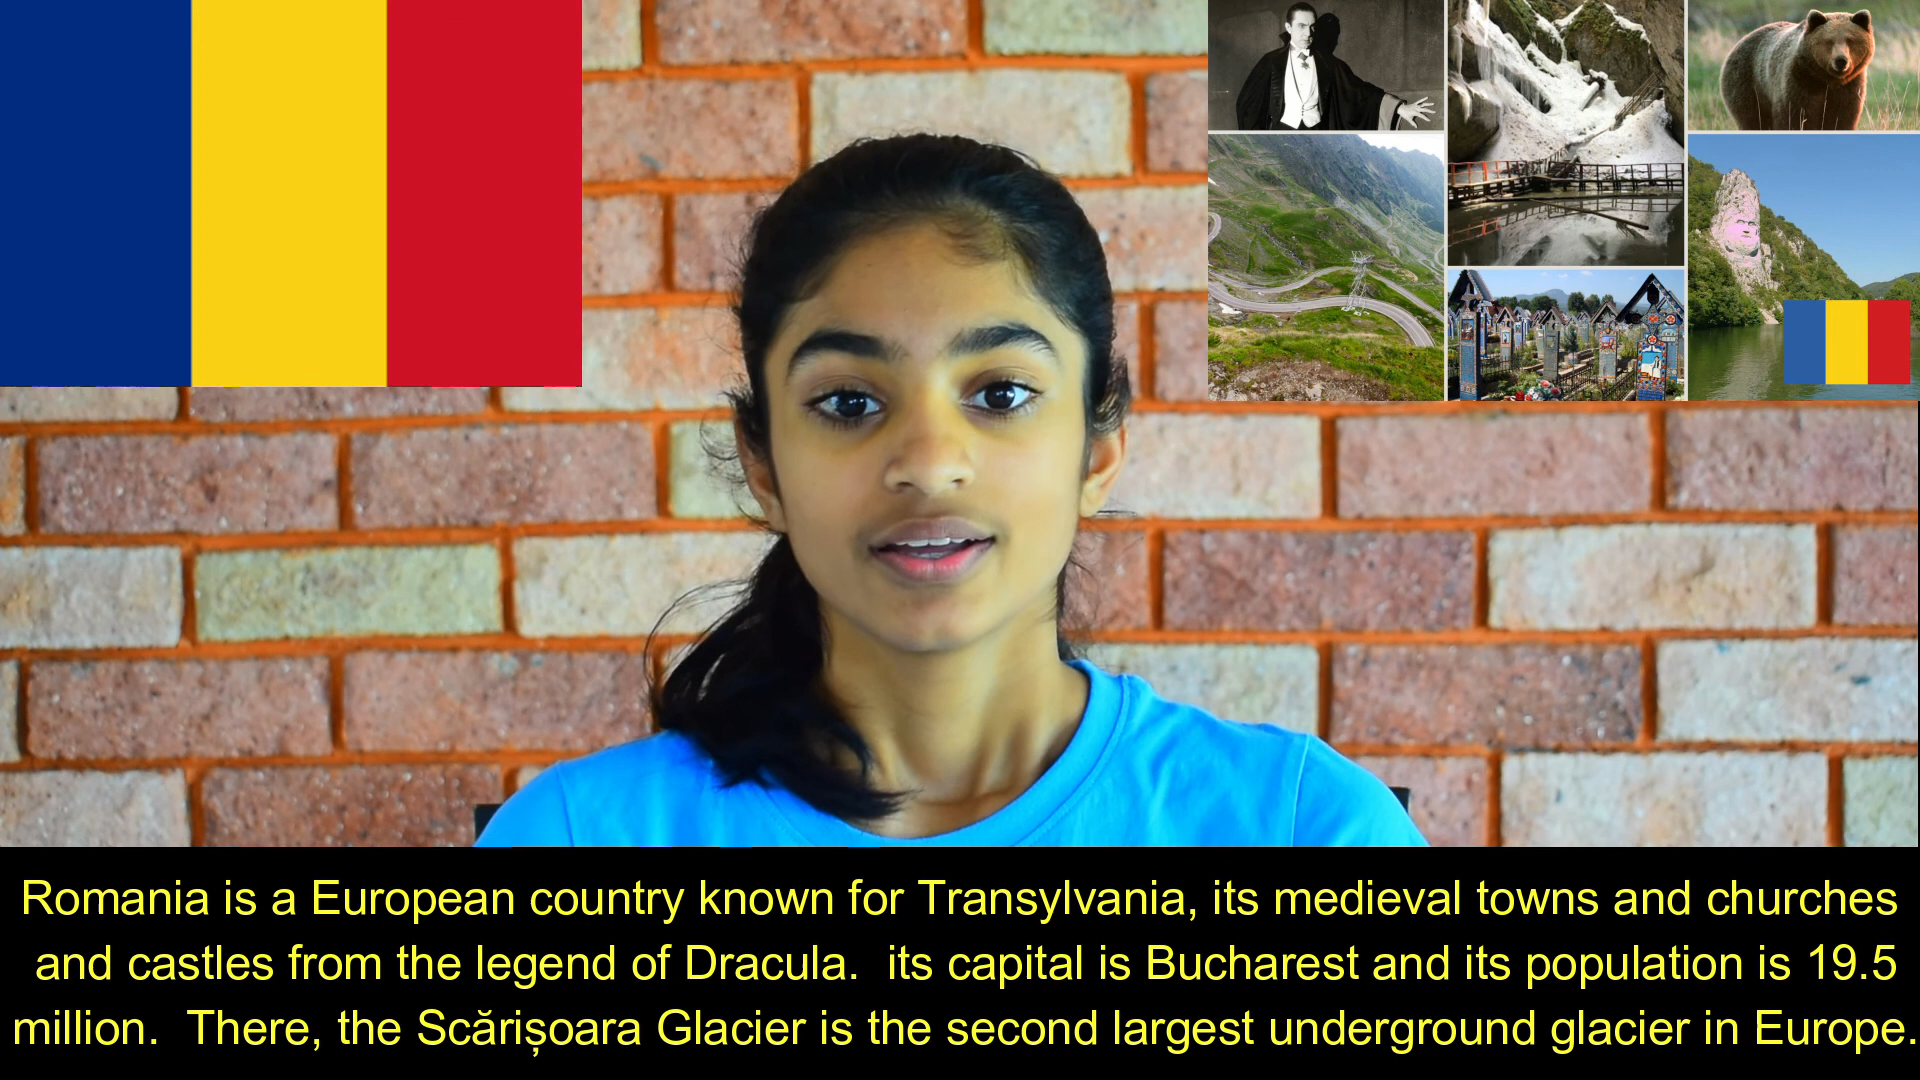 Romania is a European country known for Transylvania, its medieval towns and churches
and castles from the legend of Dracula.  its capital is Bucharest and its population is 19.5
million.  There, the Scărișoara Glacier is the second largest underground glacier in Europe.